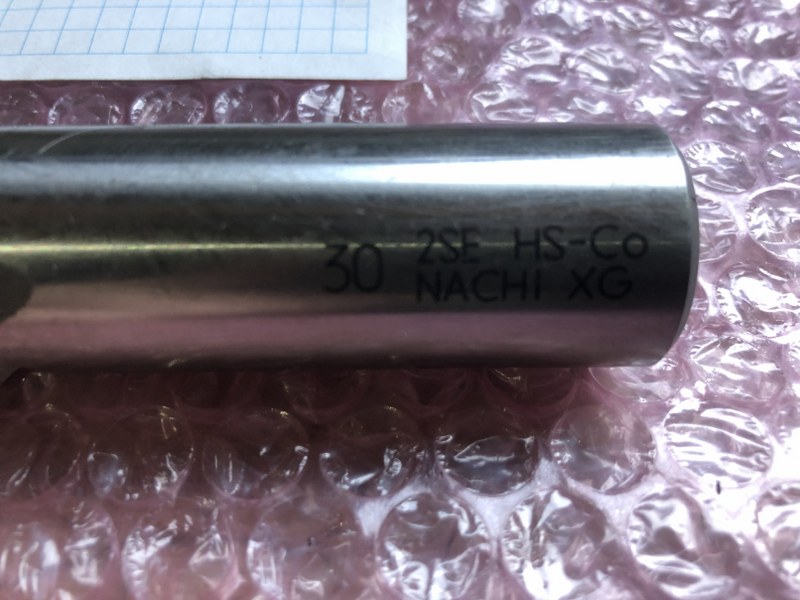 30
2SE HS-Co
NACHI XG